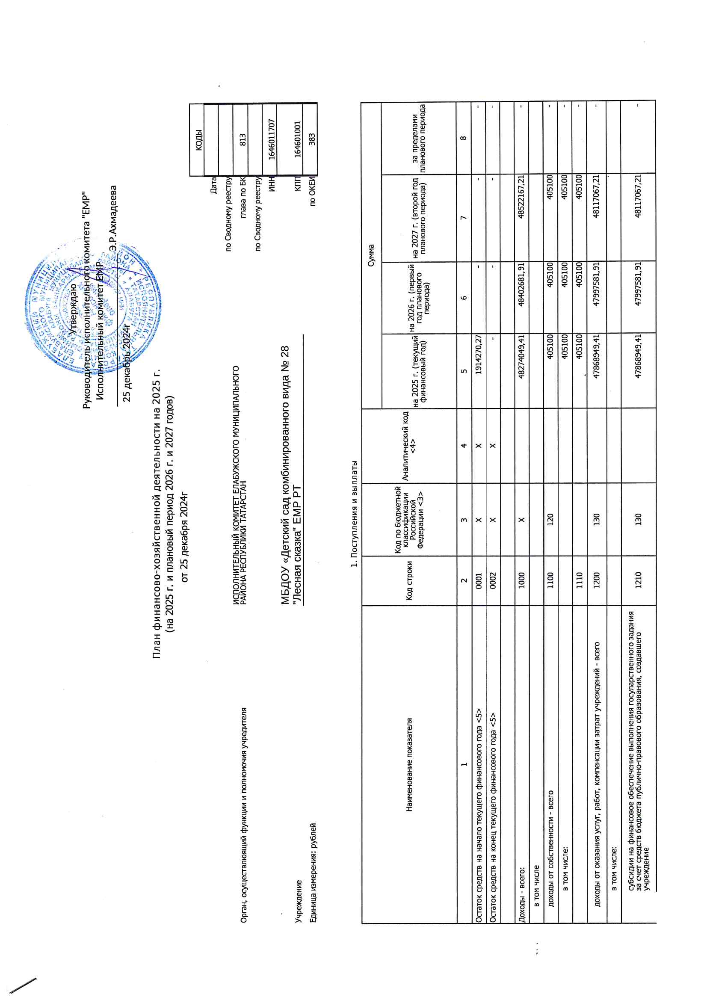 Утверждаю
Руководитель исполнительного комитета "ЕМР"
Исполнительный комитет ЕМР
Э.Р.Ахмадеева
25 декабрь 2024г
План финансово-хозяйственной деятельности на 2025 г.
(на 2025 г. и плановый период 2026 г. и 2027 годов)
от 25 декабря 2024г
КОДЫ
Дата
по Сводному реестру
Орган, осуществлюящий функции и полномочия учредителя
ИСПОЛНИТЕЛЬНЫЙ КОМИТЕТ ЕЛАБУЖСКОГО МУНИЦИПАЛЬНОГО
РАЙОНА РЕСПУБЛИКИ ТАТАРСТАН
глава по БК 813
по Сводному реестру
ИНН 1646011707
Учреждение
МБДОУ «Детский сад комбинированного вида № 28
"Лесная сказка" ЕМР РТ
КПП 164601001
Единица измерения: рублей
по ОКЕИ 383
1. Поступления и выплаты
Наименование показателя
Код строки
Код по бюджетной
классификации
Российской
Федерации <3>
Аналитический код
<4>
Сумма
на 2025 г. (текущий
финансовый год)
на 2026 г. (первый
год планового
периода)
на 2027 г. (второй год
планового периода)
за пределами
планового периода
1 2 3 4 5 6 7 8
Остаток средств на начало текущего финансового года <5> 0001 X X 1914270,27 - - -
Остаток средств на конец текущего финансового года <5> 0002 X X - - - -
Доходы - всего: 1000 X 48274049,41 48402681,91 48522167,21 -
в том числе
доходы от собственности - всего 1100 120 405100 405100 405100 -
в том числе: 405100 405100 405100 -
1110 405100 405100 405100 -
доходы от оказания услуг, работ, компенсации затрат учреждений - всего 1200 130 47868949,41 47997581,91 48117067,21 -
в том числе:
субсидии на финансовое обеспечение выполнения госуларственного задания
за счет средств бюджета публично-правового образования, создавшего
учреждение
1210 130 47868949,41 47997581,91 48117067,21 -